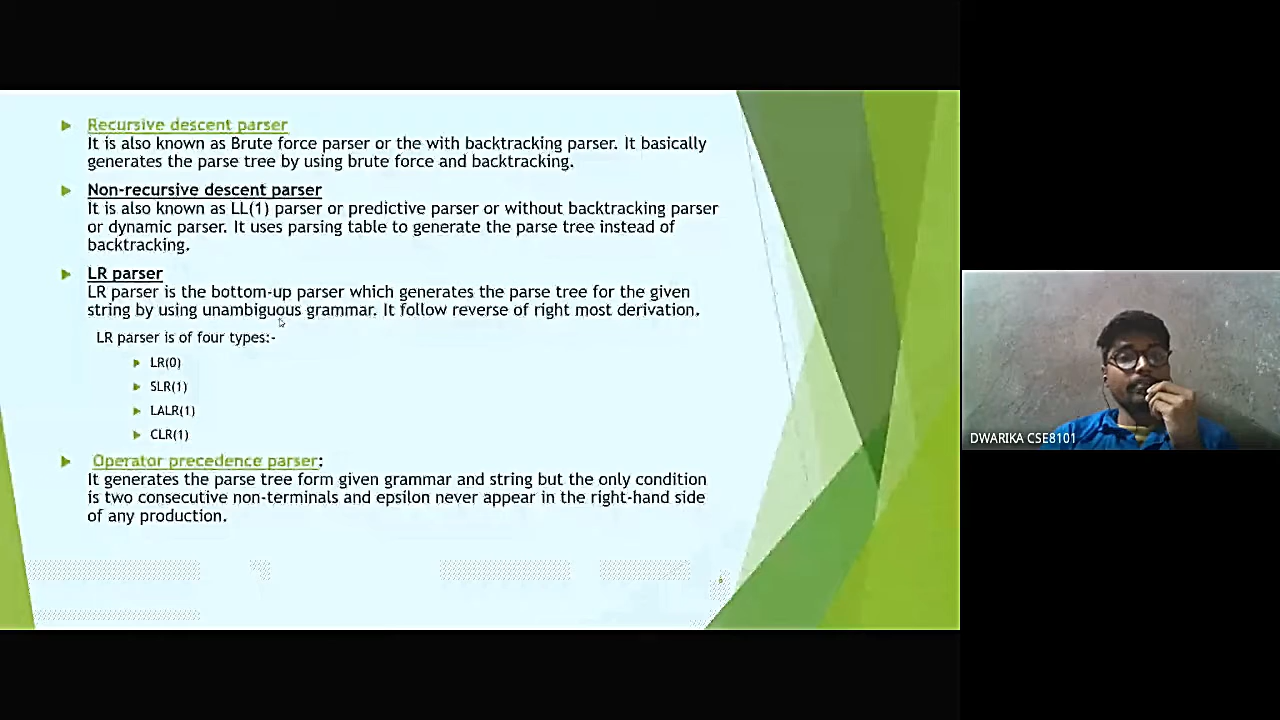 Recursive descent parser
It is also known as Brute force parser or the with backtracking parser. It basically
generates the parse tree by using brute force and backtracking.
Non-recursive descent parser
It is also known as LL(1) parser or predictive parser or without backtracking parser
or dynamic parser. It uses parsing table to generate the parse tree instead of
backtracking.
LR parser
LR parser is the bottom-up parser which generates the parse tree for the given
string by using unambiguous grammar. It follow reverse of right most derivation.
LR parser is of four types:-
LR(0)
SLR(1)
LALR(1)
CLR(1)
Operator precedence parser:
It generates the parse tree form given grammar and string but the only condition
is two consecutive non-terminals and epsilon never appear in the right-hand side
of any production.
DWARIKA CSE8101